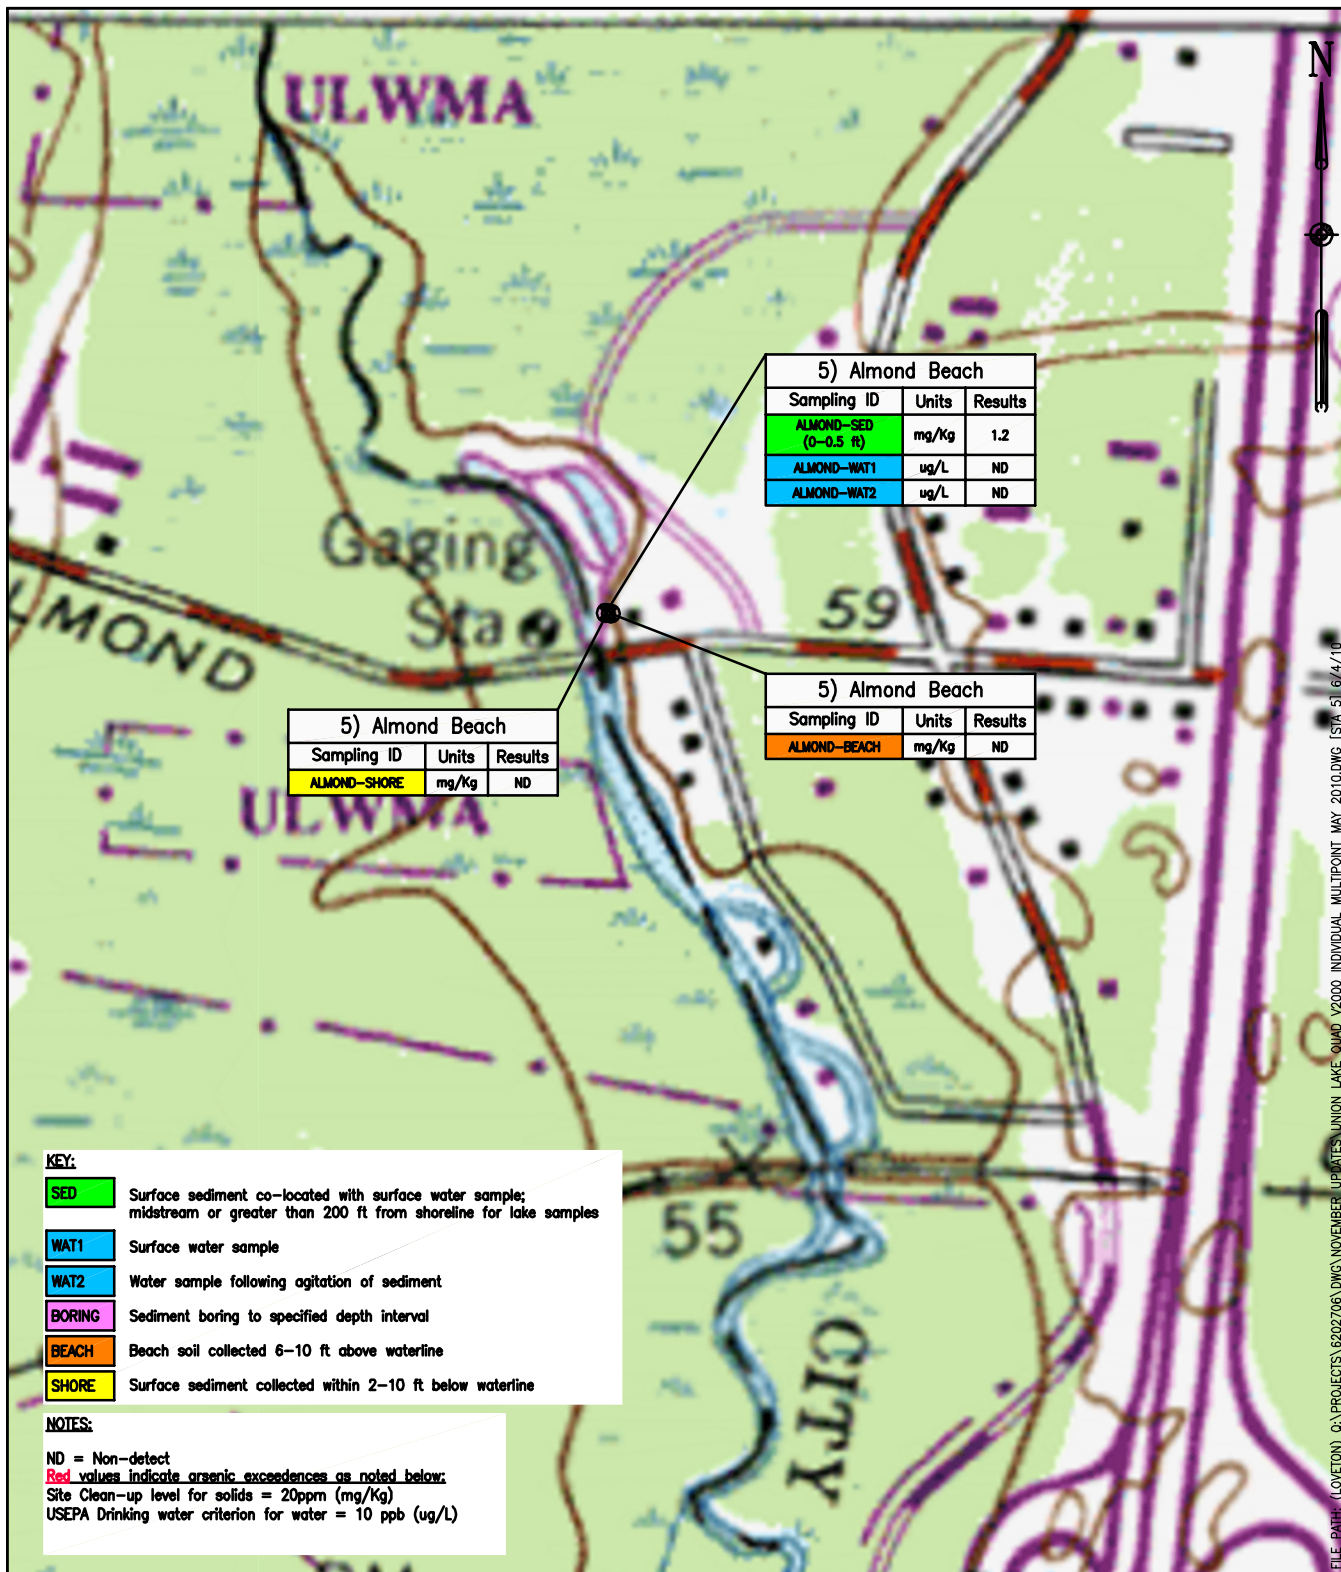 N
ULWMA
5) Almond Beach
Sampling ID Units Results
ALMOND-SED (0-0.5 ft) mg/Kg 1.2
ALMOND-WAT1 ug/L ND
ALMOND-WAT2 ug/L ND
Gaging
Sta
59
LMOND
5) Almond Beach
Sampling ID Units Results
ALMOND-BEACH mg/Kg ND
5) Almond Beach
Sampling ID Units Results
ALMOND-SHORE mg/Kg ND
ULWMA
55
CITY
KEY:
SED Surface sediment co-located with surface water sample;
midstream or greater than 200 ft from shoreline for lake samples
WAT1 Surface water sample
WAT2 Water sample following agitation of sediment
BORING Sediment boring to specified depth interval
BEACH Beach soil collected 6-10 ft above waterline
SHORE Surface sediment collected within 2-10 ft below waterline
NOTES:
ND = Non-detect
Red values indicate arsenic exceedences as noted below:
Site Clean-up level for solids = 20ppm (mg/Kg)
USEPA Drinking water criterion for water = 10 ppb (ug/L)
FILE PATH: (LOVETON) Q:\PROJECTS\6202706\DWG\NOVEMBER UPDATES\UNION LAKE QUAD V2000 INDIVIDUAL MULTIPOINT MAY 2010.DWG [STA 5] 6/4/10